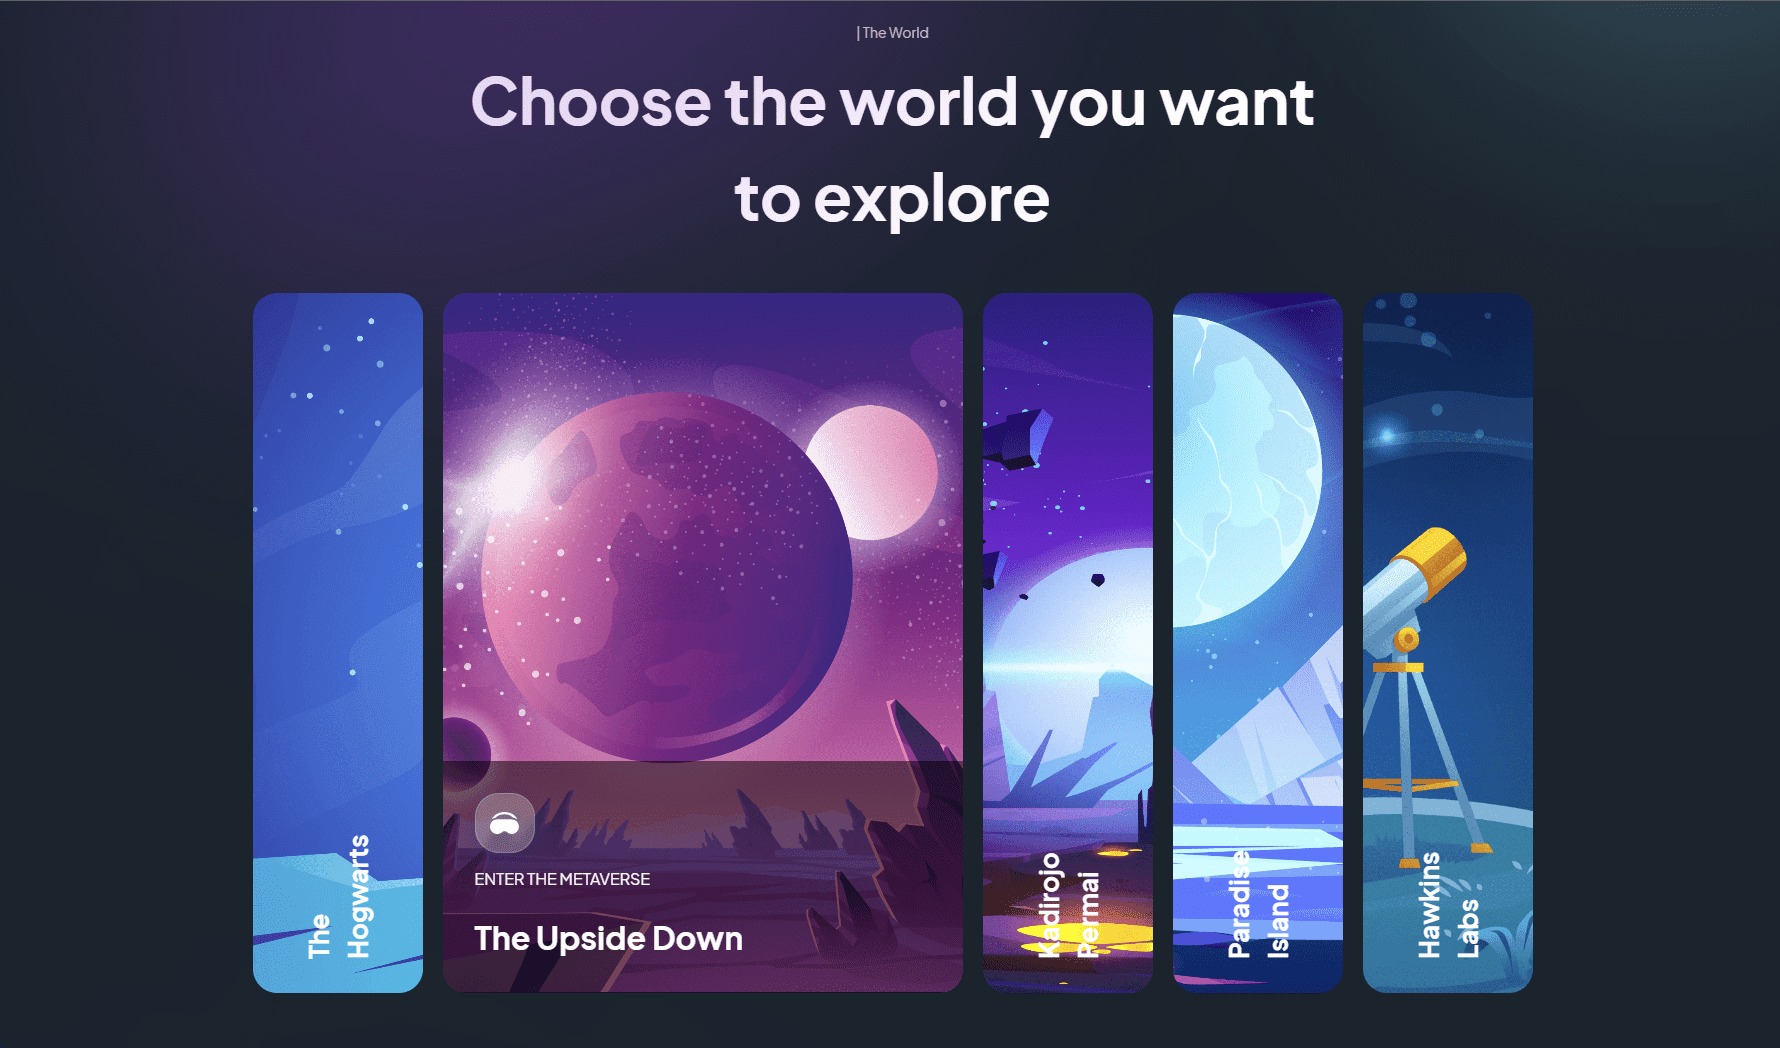 | The World
Choose the world you want
to explore
The
Hogwarts
ENTER THE METAVERSE
The Upside Down
Kadirojo
Permai
Paradise
Island
Hawkins
Labs